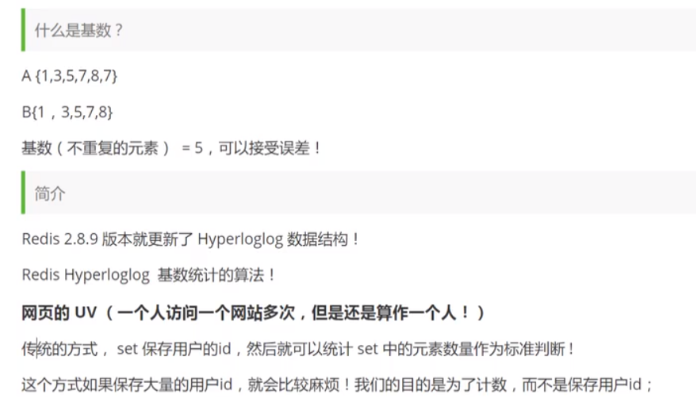 什么是基数？
A {1,3,5,7,8,7}
B{1，3,5,7,8}
基数（不重复的元素） = 5，可以接受误差！
简介
Redis 2.8.9 版本就更新了 Hyperloglog 数据结构！
Redis Hyperloglog 基数统计的算法！
网页的 UV （一个人访问一个网站多次，但是还是算作一个人！）
传统的方式， set 保存用户的id，然后就可以统计 set 中的元素数量作为标准判断！
这个方式如果保存大量的用户id，就会比较麻烦！我们的目的是为了计数，而不是保存用户id；